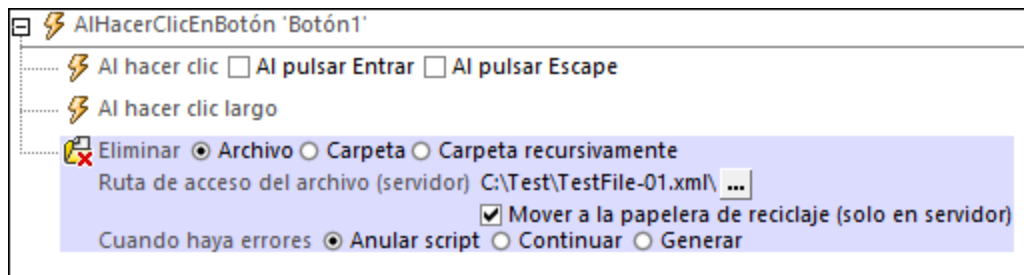 AlHacerClicEnBotón 'Botón1'
Al hacer clic Al pulsar Entrar Al pulsar Escape
Al hacer clic largo
Eliminar Archivo Carpeta Carpeta recursivamente
Ruta de acceso del archivo (servidor) C:\Test\TestFile-01.xml\ ...
Mover a la papelera de reciclaje (solo en servidor)
Cuando haya errores Anular script Continuar Generar